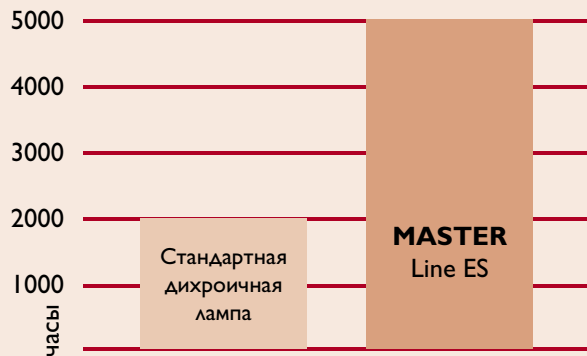 5000
4000
3000
2000
1000
часы
Стандартная
дихроичная
лампа
MASTER
Line ES